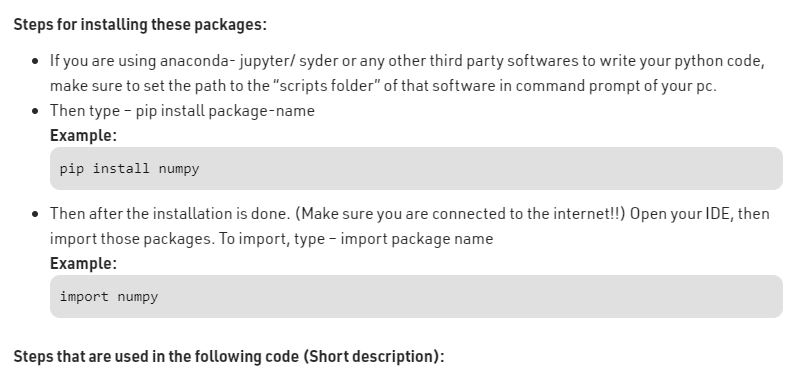 Steps for installing these packages:
If you are using anaconda- jupyter/ syder or any other third party softwares to write your python code,
make sure to set the path to the “scripts folder” of that software in command prompt of your pc.
Then type – pip install package-name
Example:
pip install numpy
Then after the installation is done. (Make sure you are connected to the internet!!) Open your IDE, then
import those packages. To import, type – import package name
Example:
import numpy
Steps that are used in the following code (Short description):